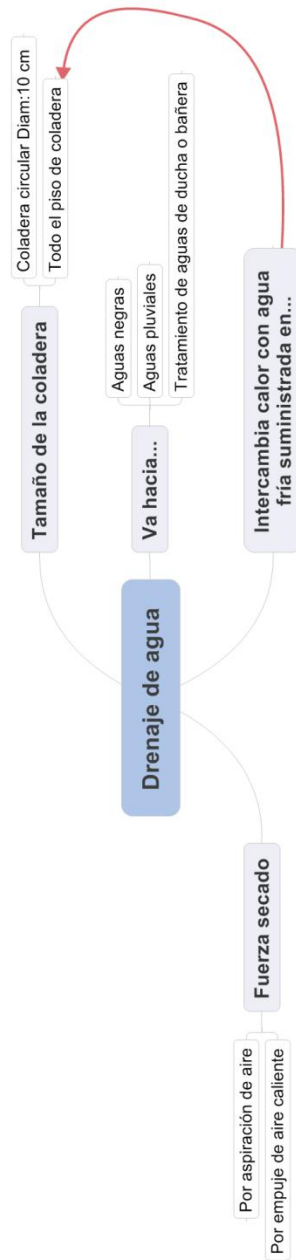 Drenaje de agua
Tamaño de la coladera
Coladera circular Diam:10 cm
Todo el piso de coladera
Va hacia...
Aguas negras
Aguas pluviales
Tratamiento de aguas de ducha o bañera
Intercambia calor con agua
fría suministrada en...
Fuerza secado
Por aspiración de aire
Por empuje de aire caliente